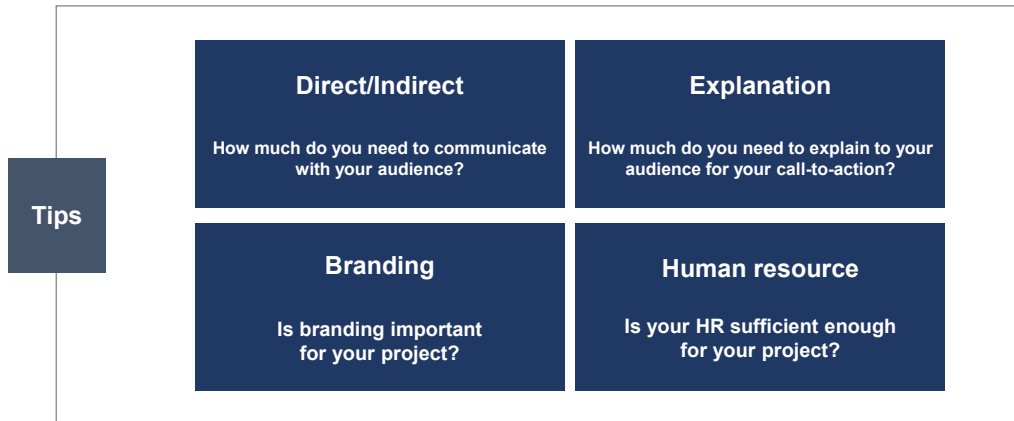 Tips
Direct/Indirect
How much do you need to communicate
with your audience?
Explanation
How much do you need to explain to your
audience for your call-to-action?
Branding
Is branding important
for your project?
Human resource
Is your HR sufficient enough
for your project?